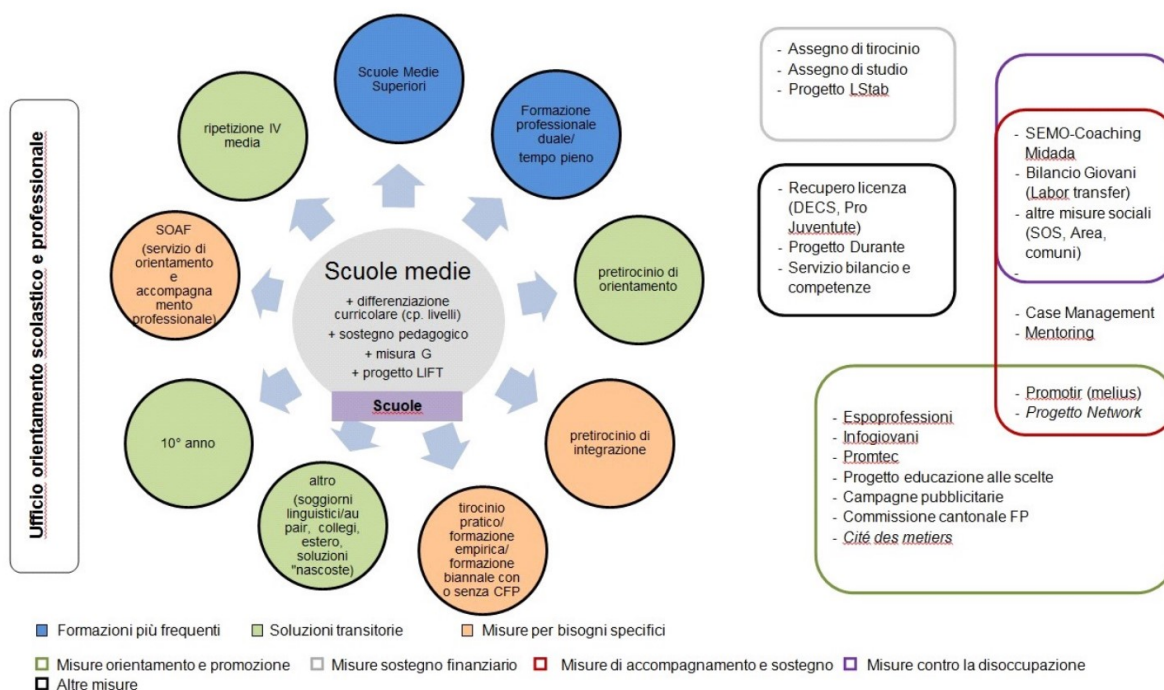 Ufficio orientamento scolastico e professionale
Scuole Medie
Superiori
Formazione
professionale
duale/
tempo pieno
ripetizione IV
media
SOAF
(servizio di
orientamento
e
accompagna
mento
professionale)
Scuole medie
+ differenziazione
curricolare (cp. livelli)
+ sostegno pedagogico
+ misura G
+ progetto LIFT
Scuole
pretirocinio di
orientamento
10° anno
pretirocinio di
integrazione
altro
(soggiorni
linguistici/au
pair, collegi,
estero,
soluzioni
"nascoste)
tirocinio
pratico/
formazione
empirica/
formazione
biannale con
o senza CFP
- Assegno di tirocinio
- Assegno di studio
- Progetto LStab
- Recupero licenza
(DECS, Pro
Juventute)
- Progetto Durante
- Servizio bilancio e
competenze
- SEMO-Coaching
Midada
- Bilancio Giovani
(Labor transfer)
- altre misure sociali
(SOS, Area,
comuni)
-
- Case Management
- Mentoring
- Promotir (melius)
- Progetto Network
- Espoprofessioni
- Infogiovani
- Promtec
- Progetto educazione alle scelte
- Campagne pubblicitarie
- Commissione cantonale FP
- Cité des metiers
Formazioni più frequenti
Soluzioni transitorie
Misure per bisogni specifici
Misure orientamento e promozione
Misure sostegno finanziario
Misure di accompagnamento e sostegno
Misure contro la disoccupazione
Altre misure